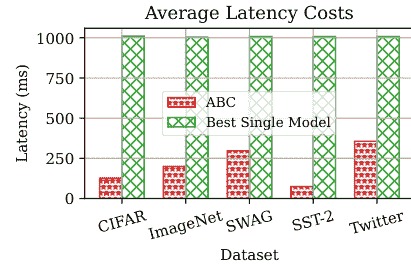 Average Latency Costs
Latency (ms)
1000
750
500
250
0
ABC
Best Single Model
CIFAR
ImageNet
SWAG
SST-2
Twitter
Dataset